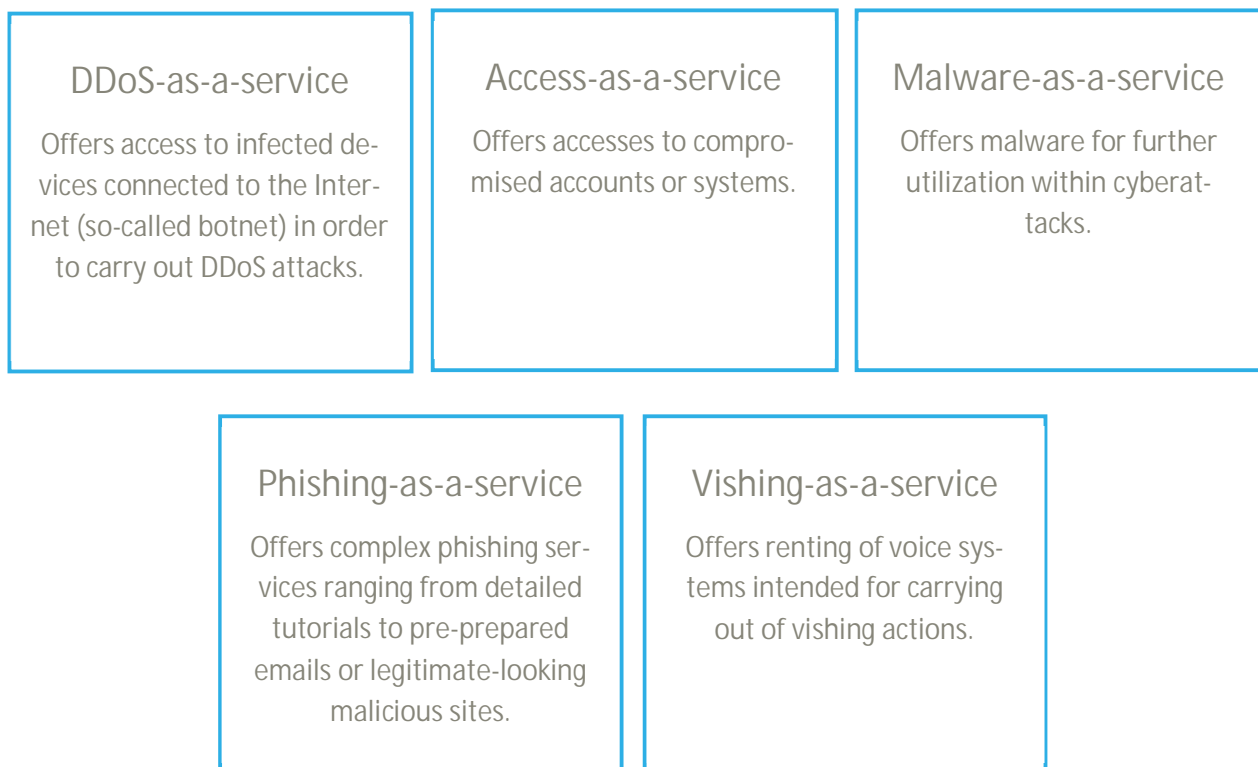 DDoS-as-a-service
Offers access to infected de-
vices connected to the Inter-
net (so-called botnet) in order
to carry out DDoS attacks.
Access-as-a-service
Offers accesses to compro-
mised accounts or systems.
Malware-as-a-service
Offers malware for further
utilization within cyberat-
tacks.
Phishing-as-a-service
Offers complex phishing ser-
vices ranging from detailed
tutorials to pre-prepared
emails or legitimate-looking
malicious sites.
Vishing-as-a-service
Offers renting of voice sys-
tems intended for carrying
out of vishing actions.